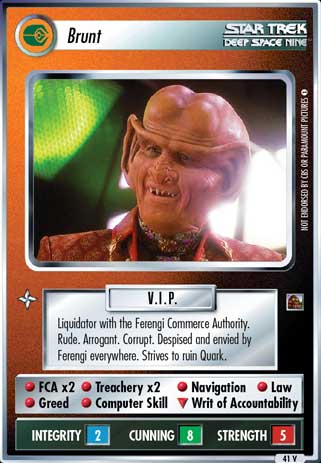 Brunt
STAR TREK
DEEP SPACE NINE
NOT ENDORSED BY CBS OR PARAMOUNT PICTURES
V.I.P.
Liquidator with the Ferengi Commerce Authority.
Rude. Arrogant. Corrupt. Despised and envied by
Ferengi everywhere. Strives to ruin Quark.
FCA x2 Treachery x2 Navigation Law
Greed Computer Skill Writ of Accountability
INTEGRITY 2 CUNNING 8 STRENGTH 5
41 V